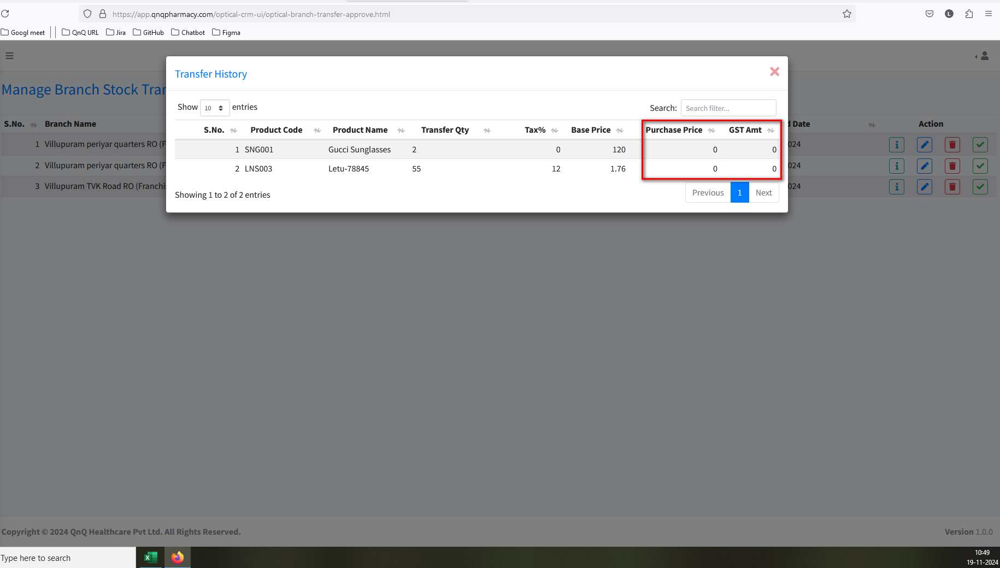 https://app.qnqpharmacy.com/optical-crm-ui/optical-branch-transfer-approve.html
L
Googl meet QnQ URL Jira GitHub Chatbot Figma
Transfer History
Manage Branch Stock Trar
Show 10 entries Search: Search filter...
S.No. Branch Name d Date Action
S.No. Product Code Product Name Transfer Qty Tax% Base Price Purchase Price GST Amt
1 Villupuram periyar quarters RO (F 024
1 SNG001 Gucci Sunglasses 2 0 120 0 0
2 Villupuram periyar quarters RO (F 024
2 LNS003 Letu-78845 55 12 1.76 0 0
3 Villupuram TVK Road RO (Franchis 024
Showing 1 to 2 of 2 entries Previous 1 Next
Copyright © 2024 QnQ Healthcare Pvt Ltd. All Rights Reserved. Version 1.0.0
Type here to search
10:49
19-11-2024